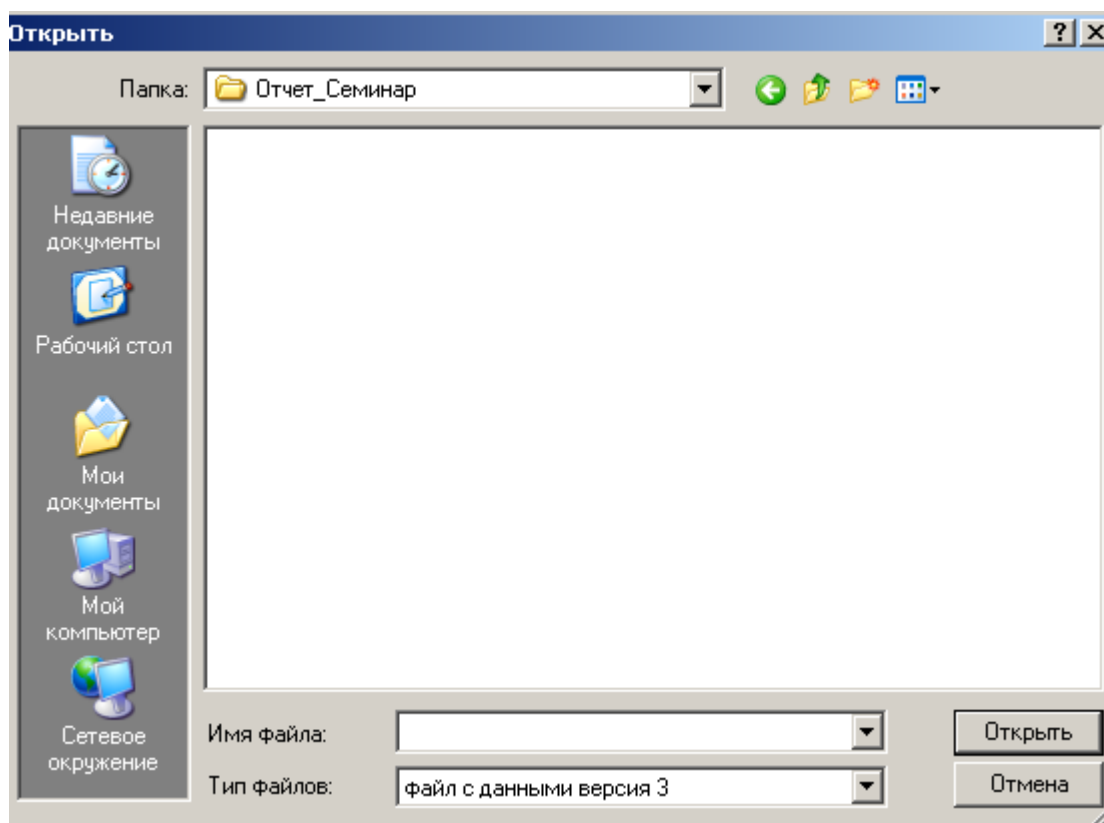 Открыть
Папка:
Отчет_Семинар
Недавние
документы
Рабочий стол
Мои
документы
Мой
компьютер
Сетевое
окружение
Имя файла:
Открыть
Тип файлов:
файл с данными версия 3
Отмена